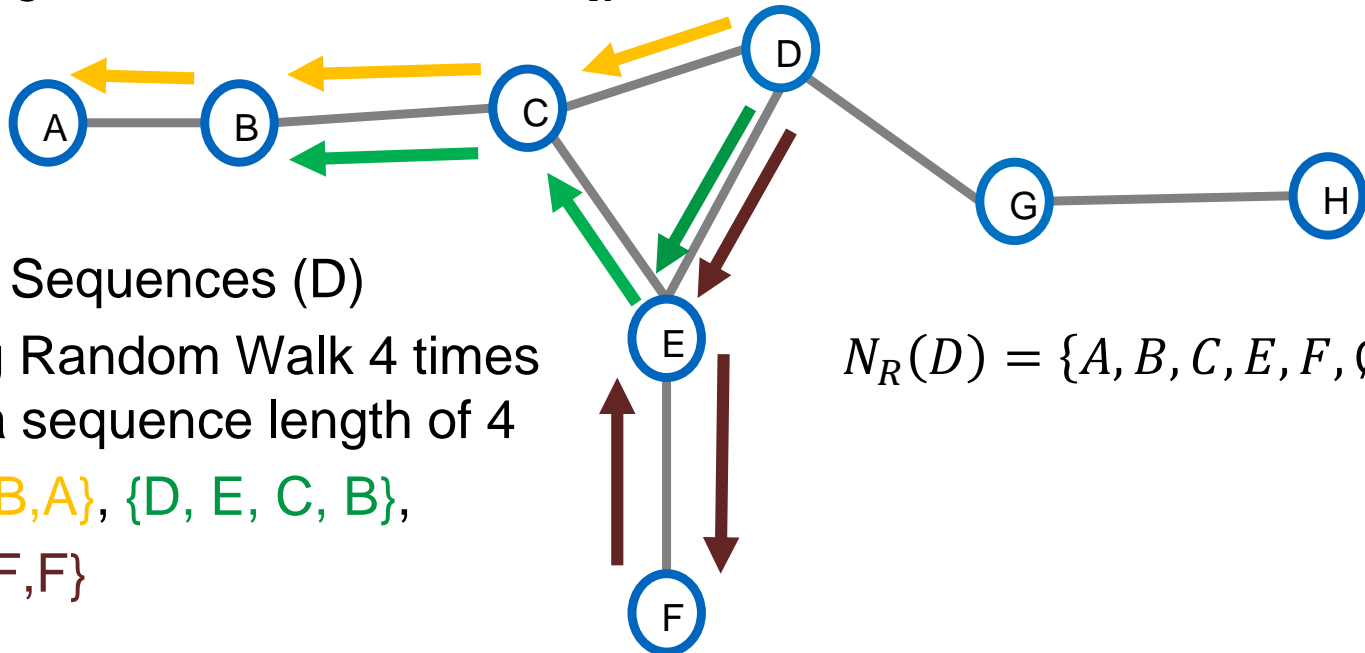 D
A
B
C
G
H
Sequences (D)
Random Walk 4 times
E
N_R(D) = {A, B, C, E, F,
a sequence length of 4
B,A}, {D, E, C, B},
F,F}
F